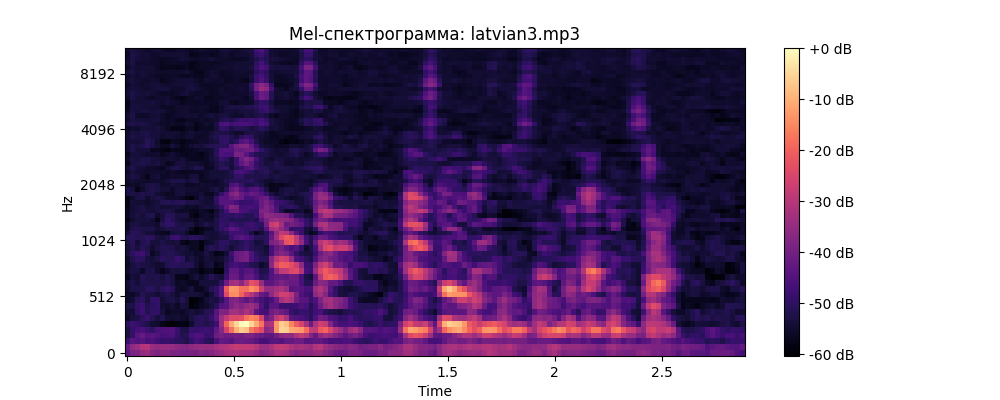 Mel-спектрограмма: latvian3.mp3
Hz
8192
4096
2048
1024
512
0
0 0.5 1 1.5 2 2.5
Time
+0 dB
-10 dB
-20 dB
-30 dB
-40 dB
-50 dB
-60 dB